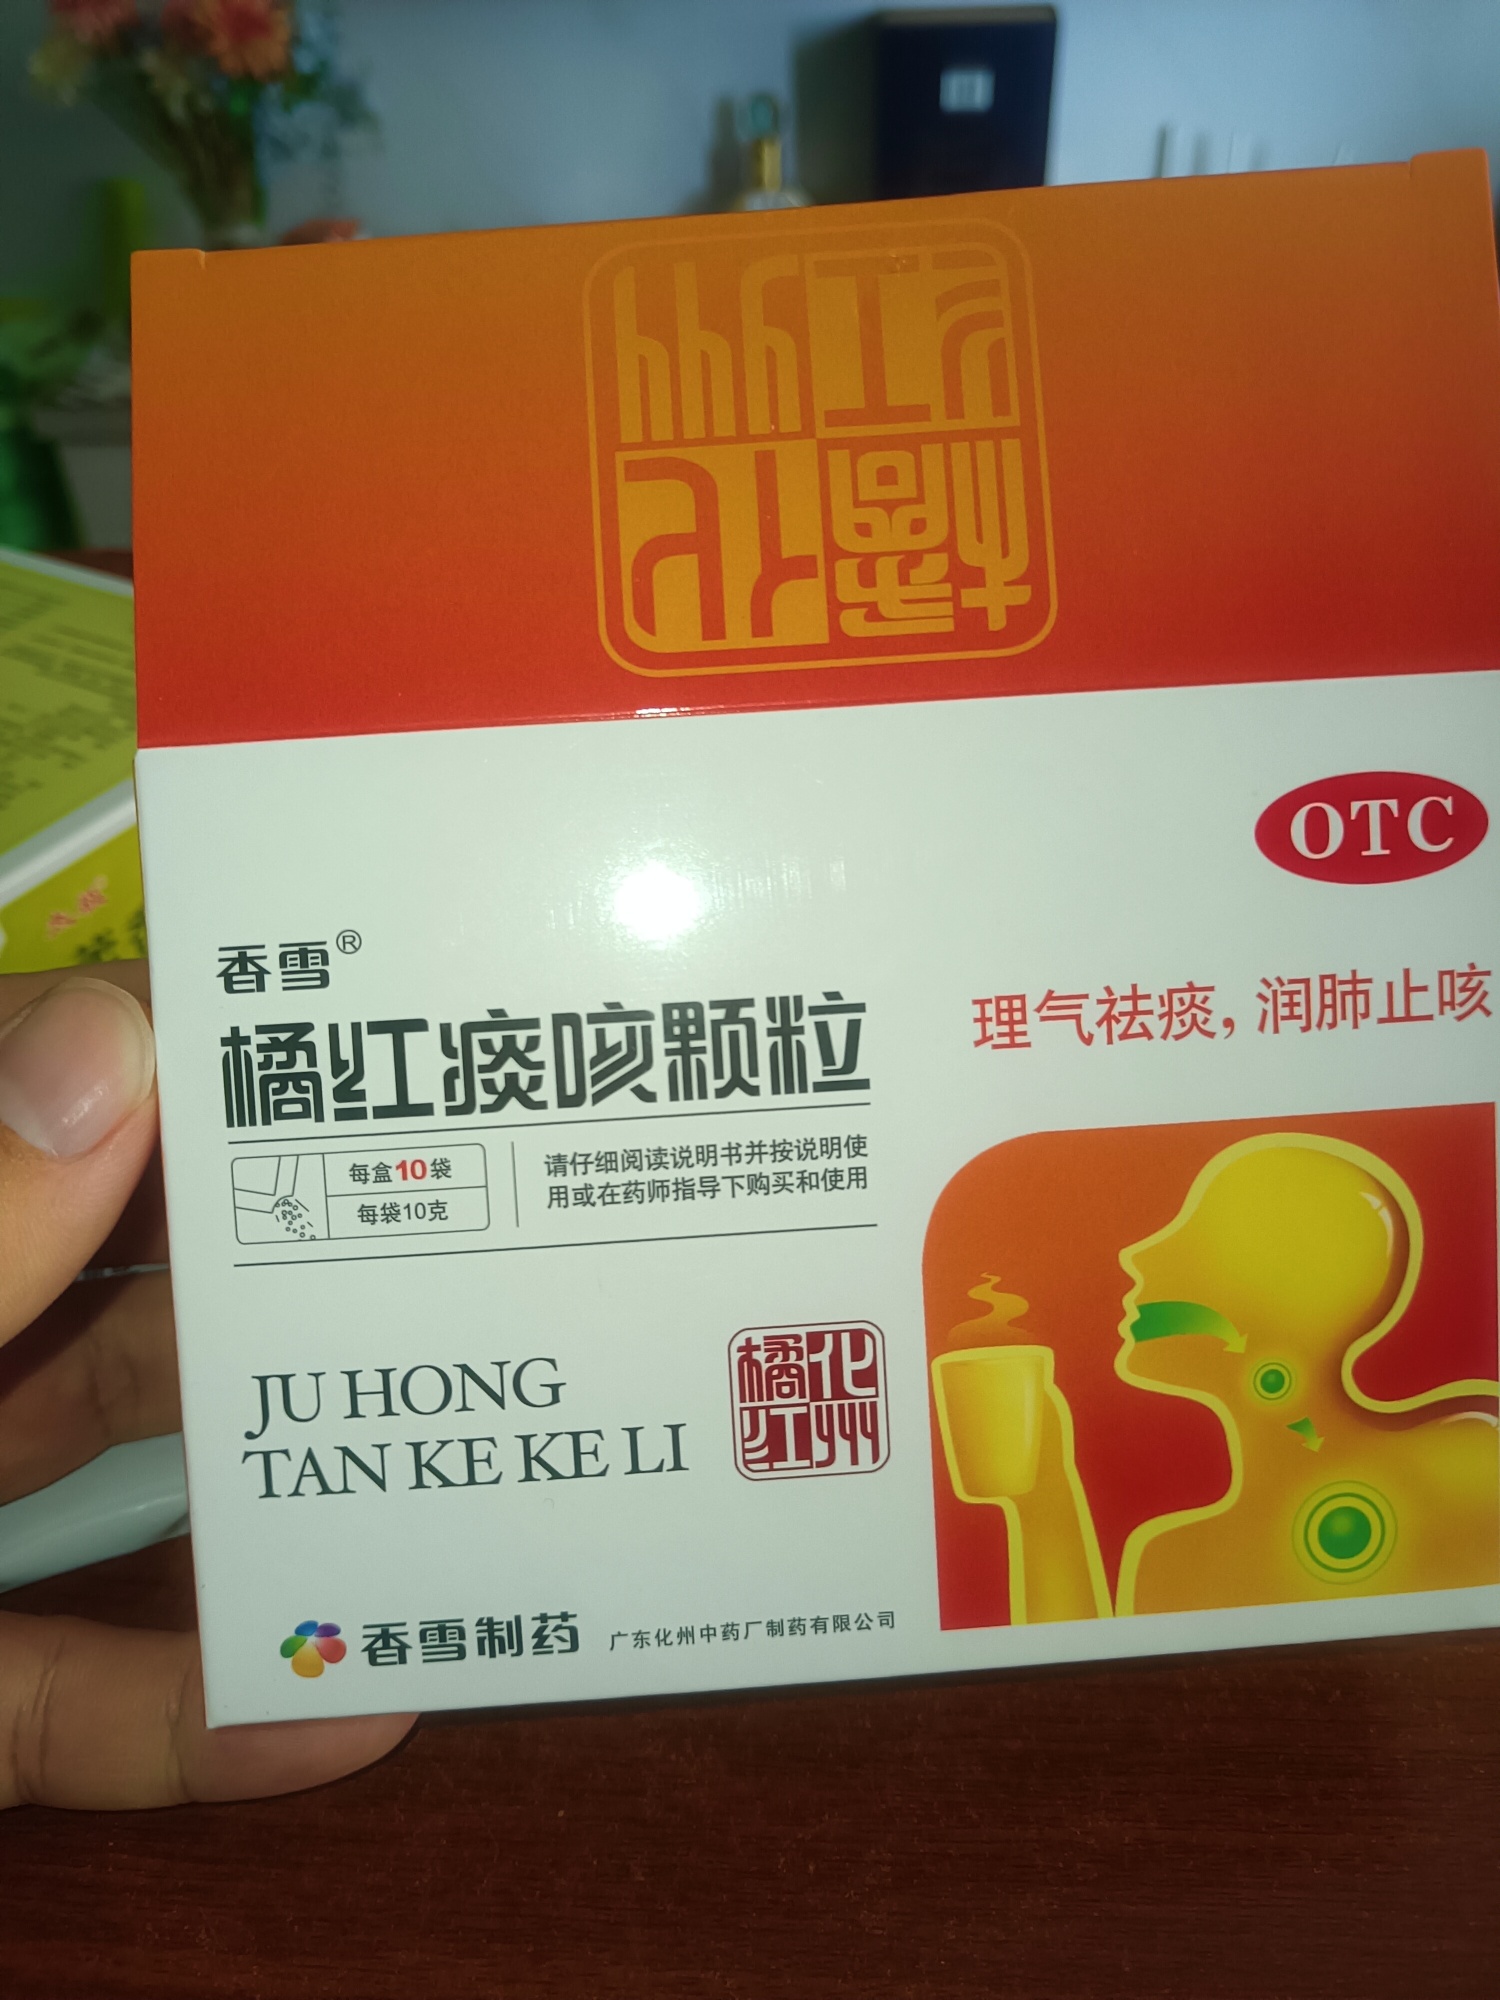 化州橘红
OTC
香雪®
橘红痰咳颗粒
理气祛痰，润肺止咳
每盒10袋
每袋10克
请仔细阅读说明书并按说明使
用或在药师指导下购买和使用
JU HONG
TAN KE KE LI
化州橘红
香雪制药
广东化州中药厂制药有限公司